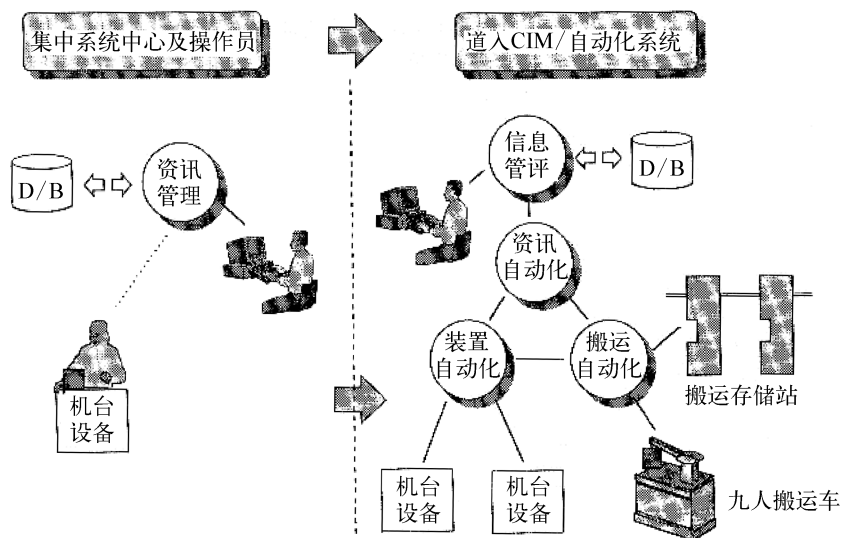 集中系统中心及操作员
道入CIM/自动化系统
D/B
资讯
管理
机台
设备
信息
管评
D/B
资讯
自动化
装置
自动化
搬运
自动化
搬运存储站
机台
设备
机台
设备
九人搬运车